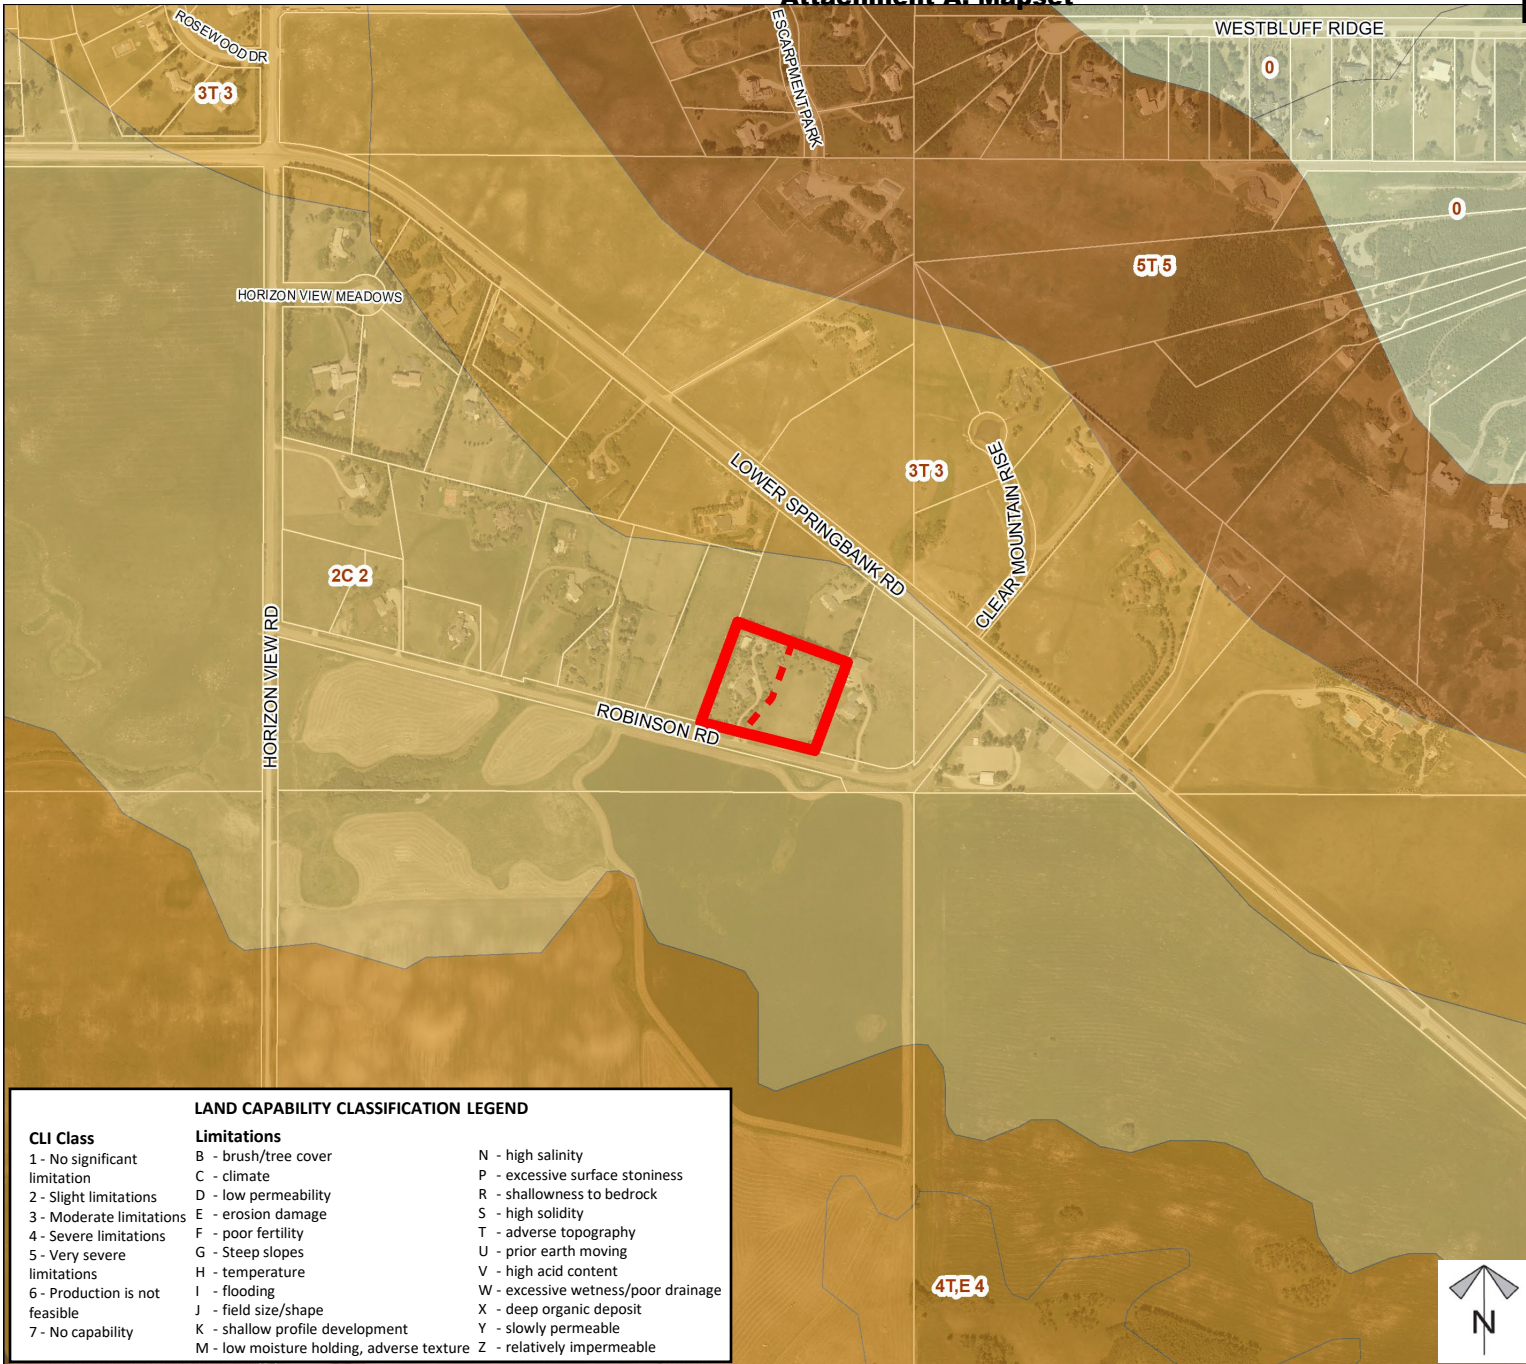 Attachment A: Mapset
WESTBLUFF RIDGE
ROSEWOOD DR
ESCARPMENT PARK
0
3T 3
0
5T 5
HORIZON VIEW MEADOWS
LOWER SPRINGBANK RD
3T 3
CLEAR MOUNTAIN RISE
2C 2
HORIZON VIEW RD
ROBINSON RD
4T,E 4
N
LAND CAPABILITY CLASSIFICATION LEGEND
CLI Class
1 - No significant
limitation
2 - Slight limitations
3 - Moderate limitations
4 - Severe limitations
5 - Very severe
limitations
6 - Production is not
feasible
7 - No capability
Limitations
B - brush/tree cover
C - climate
D - low permeability
E - erosion damage
F - poor fertility
G - Steep slopes
H - temperature
I - flooding
J - field size/shape
K - shallow profile development
M - low moisture holding, adverse texture
N - high salinity
P - excessive surface stoniness
R - shallowness to bedrock
S - high solidity
T - adverse topography
U - prior earth moving
V - high acid content
W - excessive wetness/poor drainage
X - deep organic deposit
Y - slowly permeable
Z - relatively impermeable